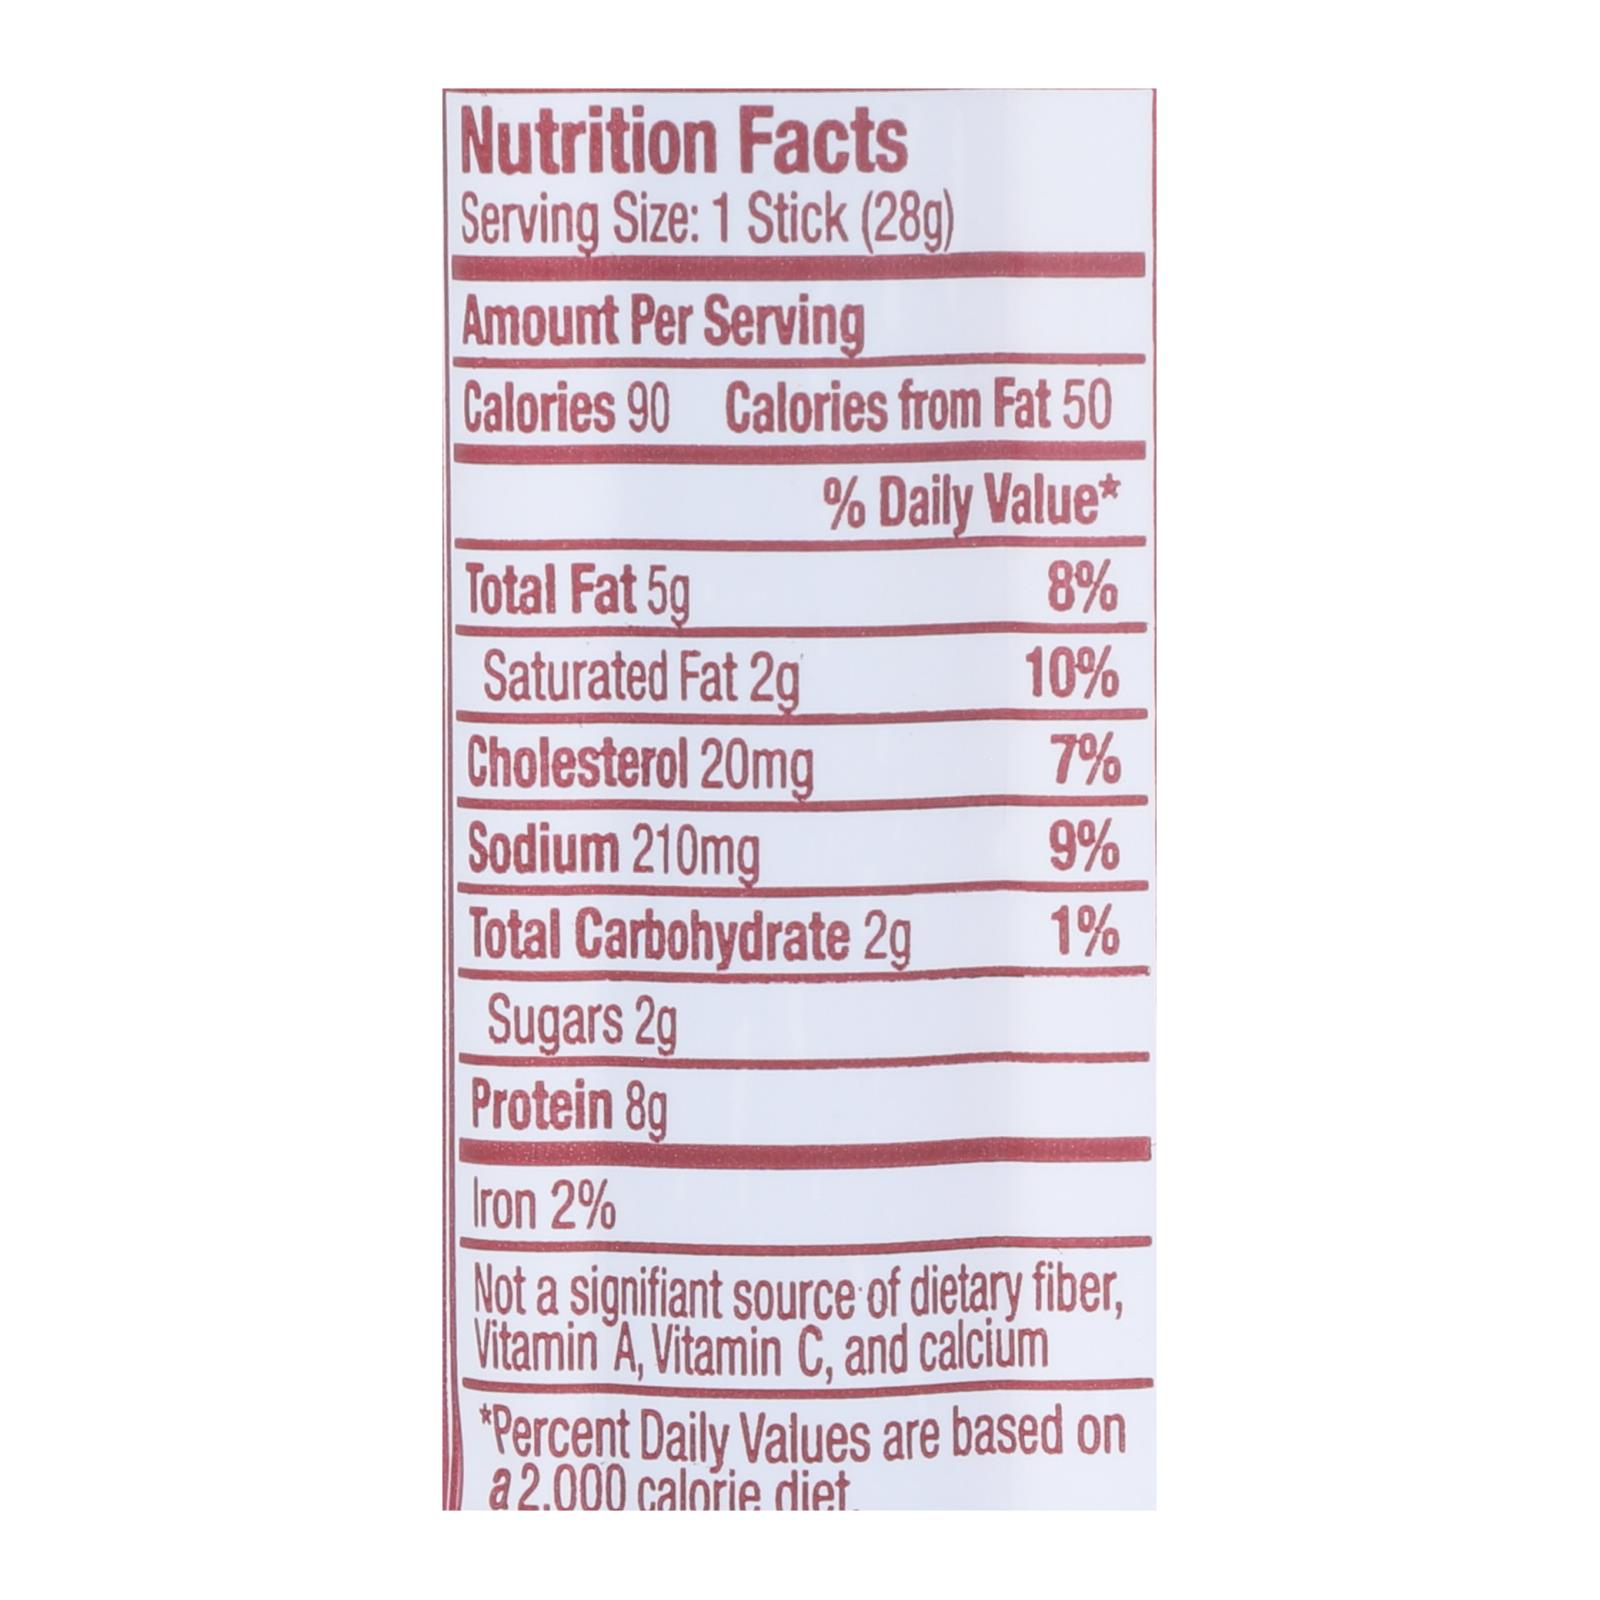 Nutrition Facts
Serving Size: 1 Stick (28g)
Amount Per Serving
Calories 90 Calories from Fat 50
% Daily Value*
Total Fat 5g 8%
Saturated Fat 2g 10%
Cholesterol 20mg 7%
Sodium 210mg 9%
Total Carbohydrate 2g 1%
Sugars 2g
Protein 8g
Iron 2%
Not a signifiant source of dietary fiber,
Vitamin A, Vitamin C, and calcium
*Percent Daily Values are based on
a 2,000 calorie diet.